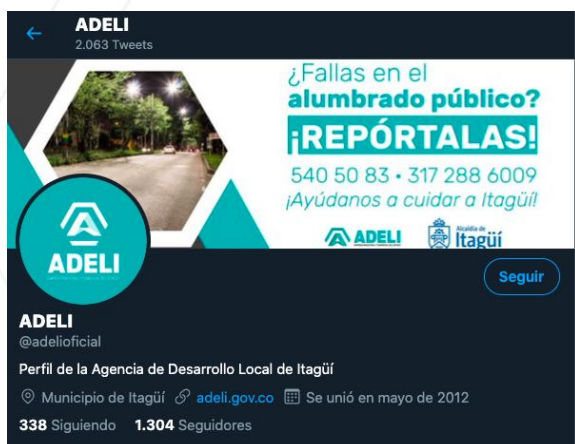 ADELI
2.063 Tweets
¿Fallas en el
alumbrado público?
¡REPÓRTALAS!
540 50 83 • 317 288 6009
¡Ayúdanos a cuidar a Itagüí!
ADELI
Alcaldía de
Itagüí
ADELI
Seguir
ADELI
@adelioficial
Perfil de la Agencia de Desarrollo Local de Itagüí
Municipio de Itagüí adeli.gov.co Se unió en mayo de 2012
338 Siguiendo 1.304 Seguidores